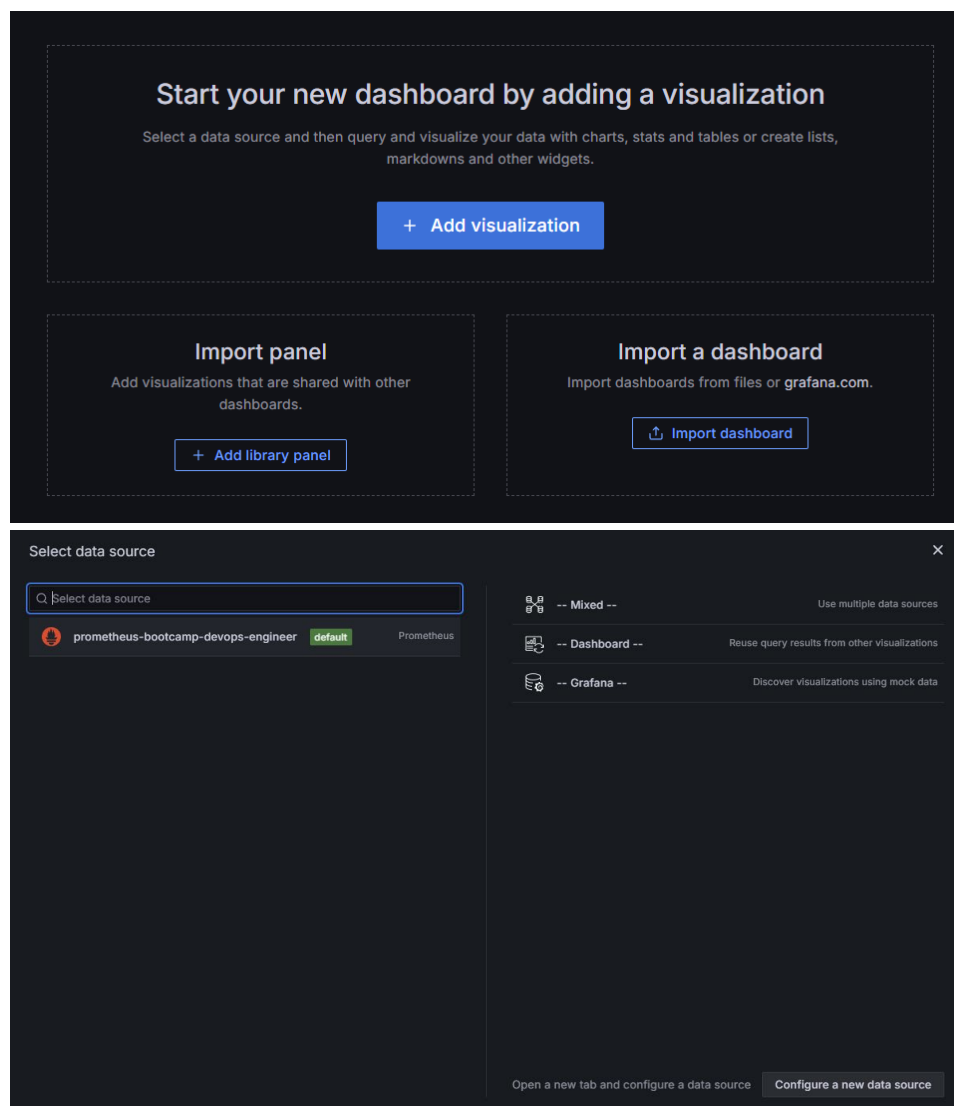 Start your new dashboard by adding a visualization
Select a data source and then query and visualize your data with charts, stats and tables or create lists,
markdowns and other widgets.
+ Add visualization
Import panel
Add visualizations that are shared with other
dashboards.
+ Add library panel
Import a dashboard
Import dashboards from files or grafana.com.
Import dashboard
Select data source
Select data source
prometheus-bootcamp-devops-engineer default Prometheus
-- Mixed -- Use multiple data sources
-- Dashboard -- Reuse query results from other visualizations
-- Grafana -- Discover visualizations using mock data
Open a new tab and configure a data source Configure a new data source